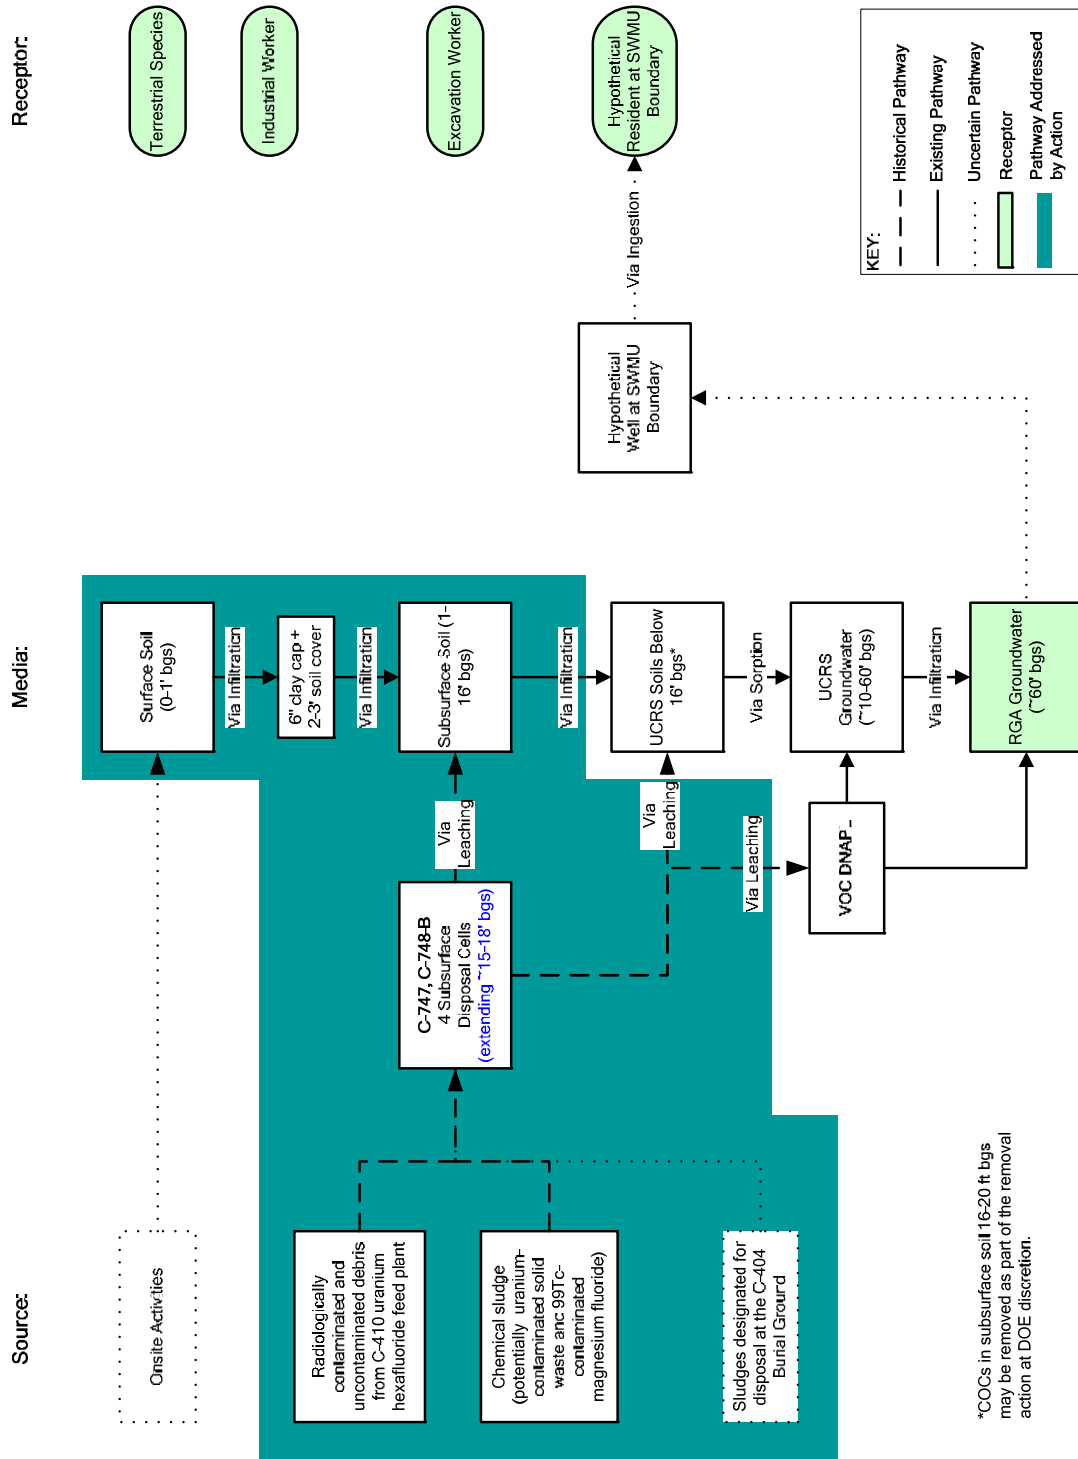 Source:
Media:
Receptor:
Onsite Activities
Surface Soil
(0-1' bgs)
Terrestrial Species
Via Infiltration
6" clay cap +
2-3' soil cover
Industrial Worker
Via Infiltration
Radiologically
contaminated and
uncontaminated debris
from C-410 uranium
hexafluoride feed plant
C-747, C-748-B
4 Subsurface
Disposal Cells
(extending ~15-18' bgs)
Via
Leaching
Subsurface Soil (1-
16' bgs)
Excavation Worker
Chemical sludge
(potentially uranium-
contaminated solid
waste and 99Tc-
contaminated
magnesium fluoride)
Via Infiltration
Via
Leaching
UCRS Soils Below
16' bgs*
Hypothetical
Well at SWMU
Boundary
Via Ingestion
Hypothetical
Resident at SWMU
Boundary
Sludges designated for
disposal at the C-404
Burial Ground
Via Leaching
Via Sorption
VOC DNAPL
UCRS
Groundwater
(~10-60' bgs)
Via Infiltration
RGA Groundwater
(~60' bgs)
*COCs in subsurface soil 16-20 ft bgs
may be removed as part of the removal
action at DOE discretion.
KEY:
Historical Pathway
Existing Pathway
Uncertain Pathway
Receptor
Pathway Addressed
by Action